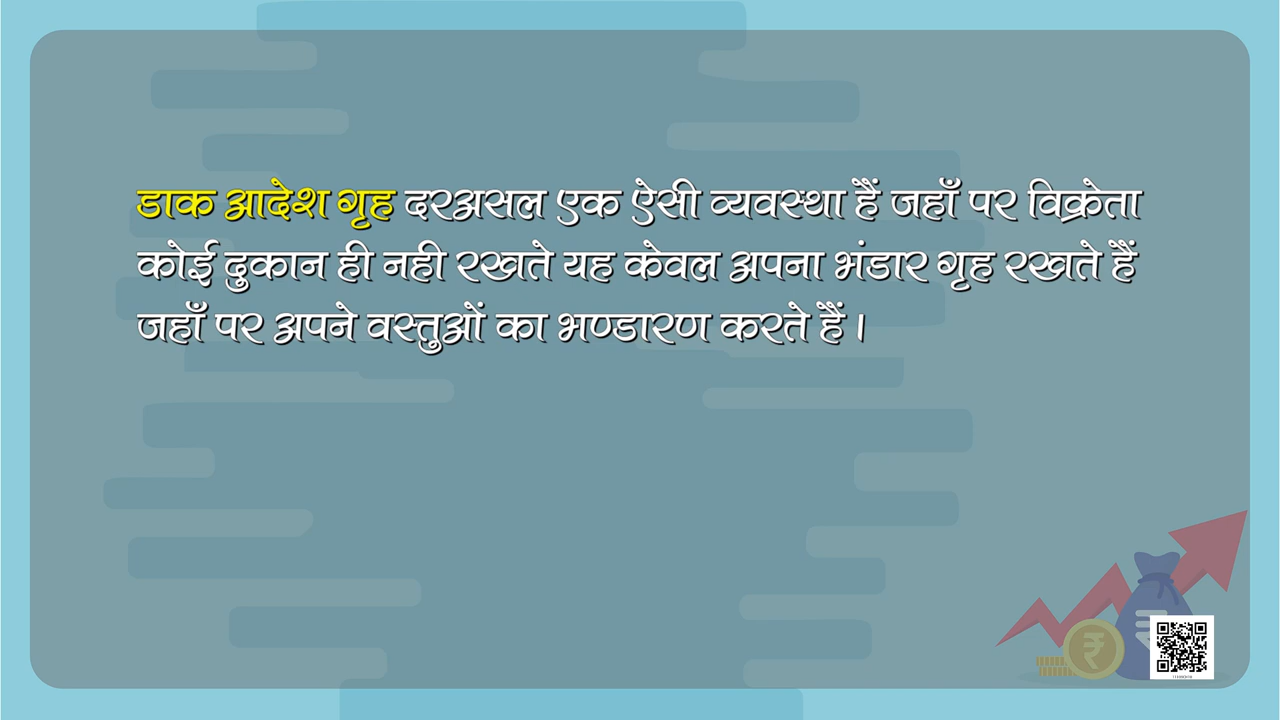 डाक आदेश गृह दरअसल एक ऐसी व्यवस्था हैं जहाँ पर विक्रेता
कोई दुकान ही नही रखते यह केवल अपना भंडार गृह रखते हैं
जहाँ पर अपने वस्तुओं का भण्डारण करते हैं ।